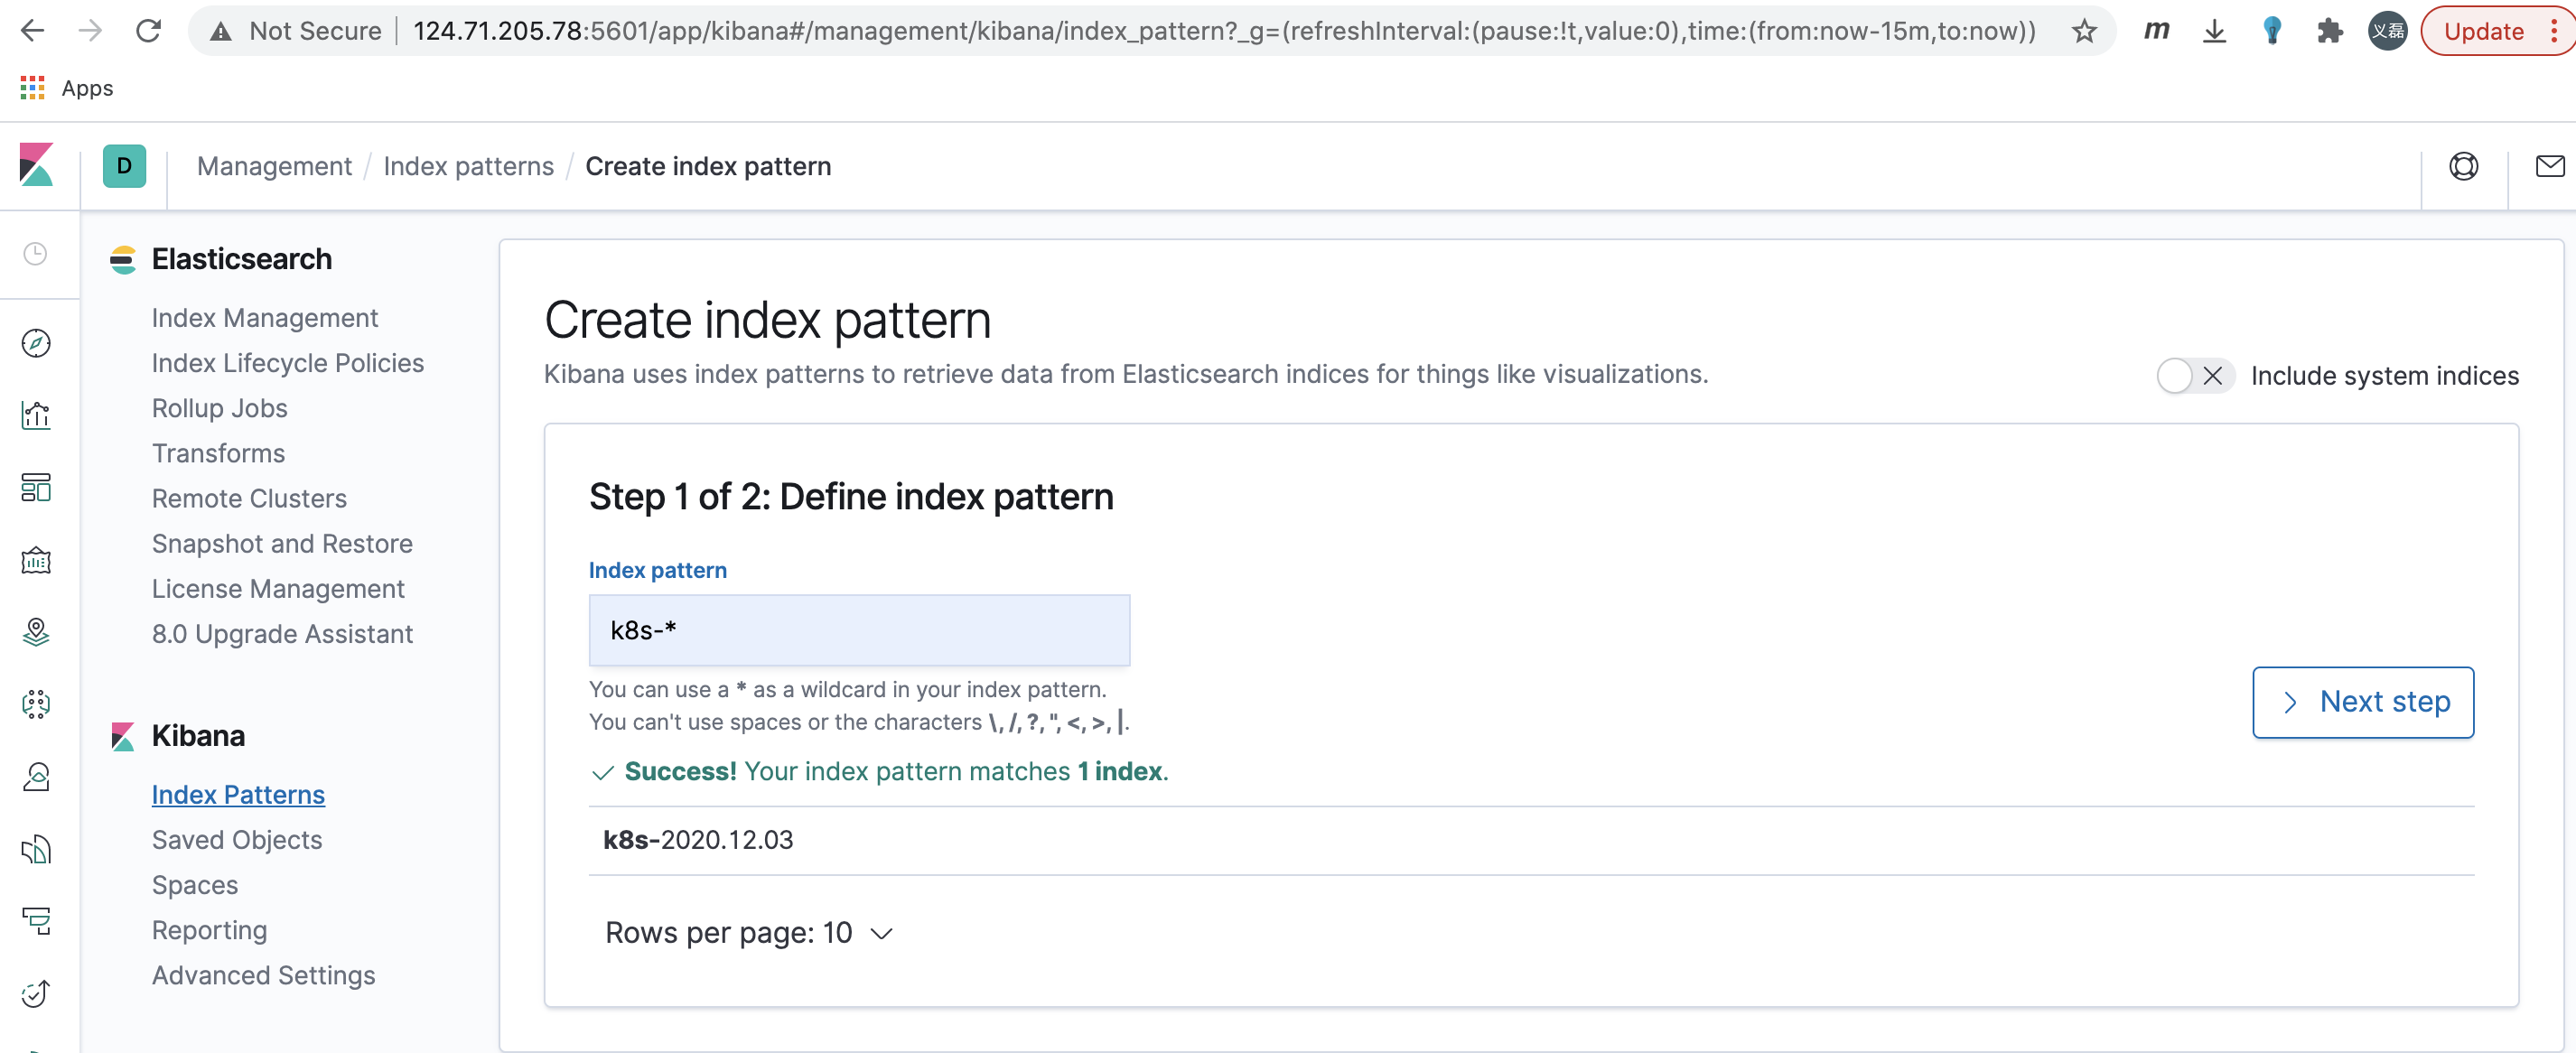 Not Secure | 124.71.205.78:5601/app/kibana#/management/kibana/index_pattern?_g=(refreshInterval:(pause:!t,value:0),time:(from:now-15m,to:now))
m
义磊
Update
Apps
D
Management / Index patterns / Create index pattern
Elasticsearch
Index Management
Index Lifecycle Policies
Rollup Jobs
Transforms
Remote Clusters
Snapshot and Restore
License Management
8.0 Upgrade Assistant
Kibana
Index Patterns
Saved Objects
Spaces
Reporting
Advanced Settings
Create index pattern
Kibana uses index patterns to retrieve data from Elasticsearch indices for things like visualizations.
Include system indices
Step 1 of 2: Define index pattern
Index pattern
k8s-*
You can use a * as a wildcard in your index pattern.
You can't use spaces or the characters \, /, ?, ", <, >, |.
Success! Your index pattern matches 1 index.
Next step
k8s-2020.12.03
Rows per page: 10